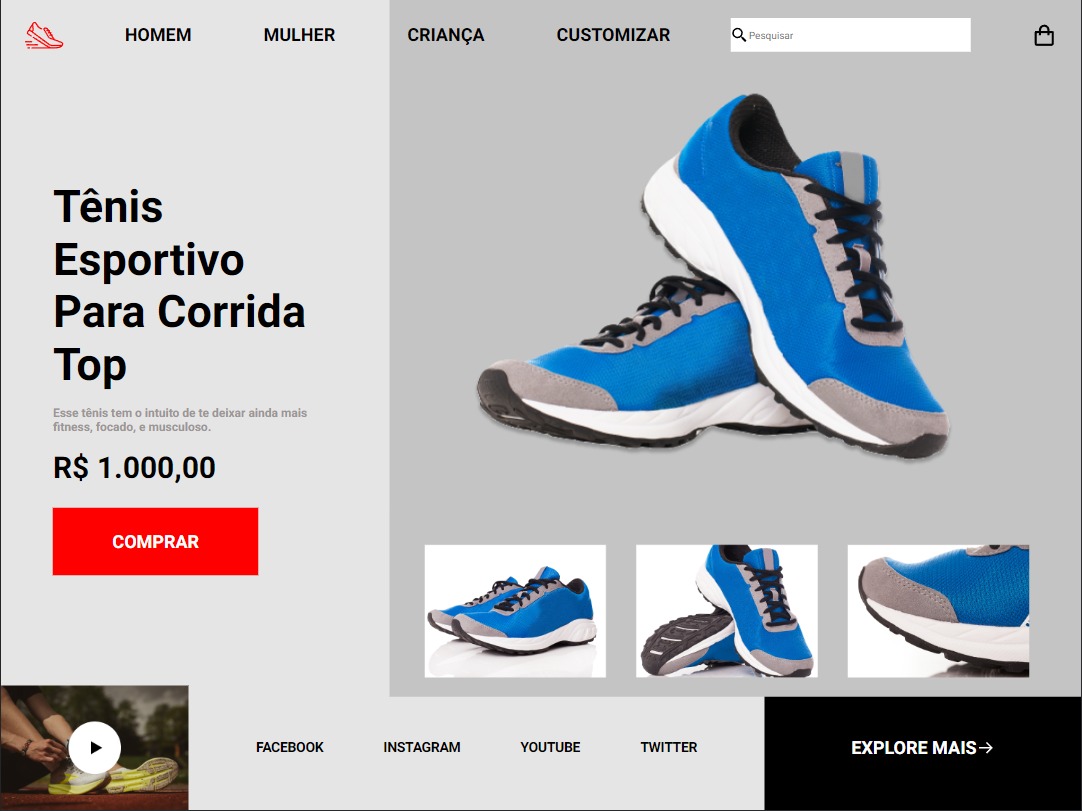 HOMEM
MULHER
CRIANÇA
CUSTOMIZAR
Pesquisar
Tênis
Esportivo
Para Corrida
Top
Esse tênis tem o intuito de te deixar ainda mais
fitness, focado, e musculoso.
R$ 1.000,00
COMPRAR
FACEBOOK
INSTAGRAM
YOUTUBE
TWITTER
EXPLORE MAIS→